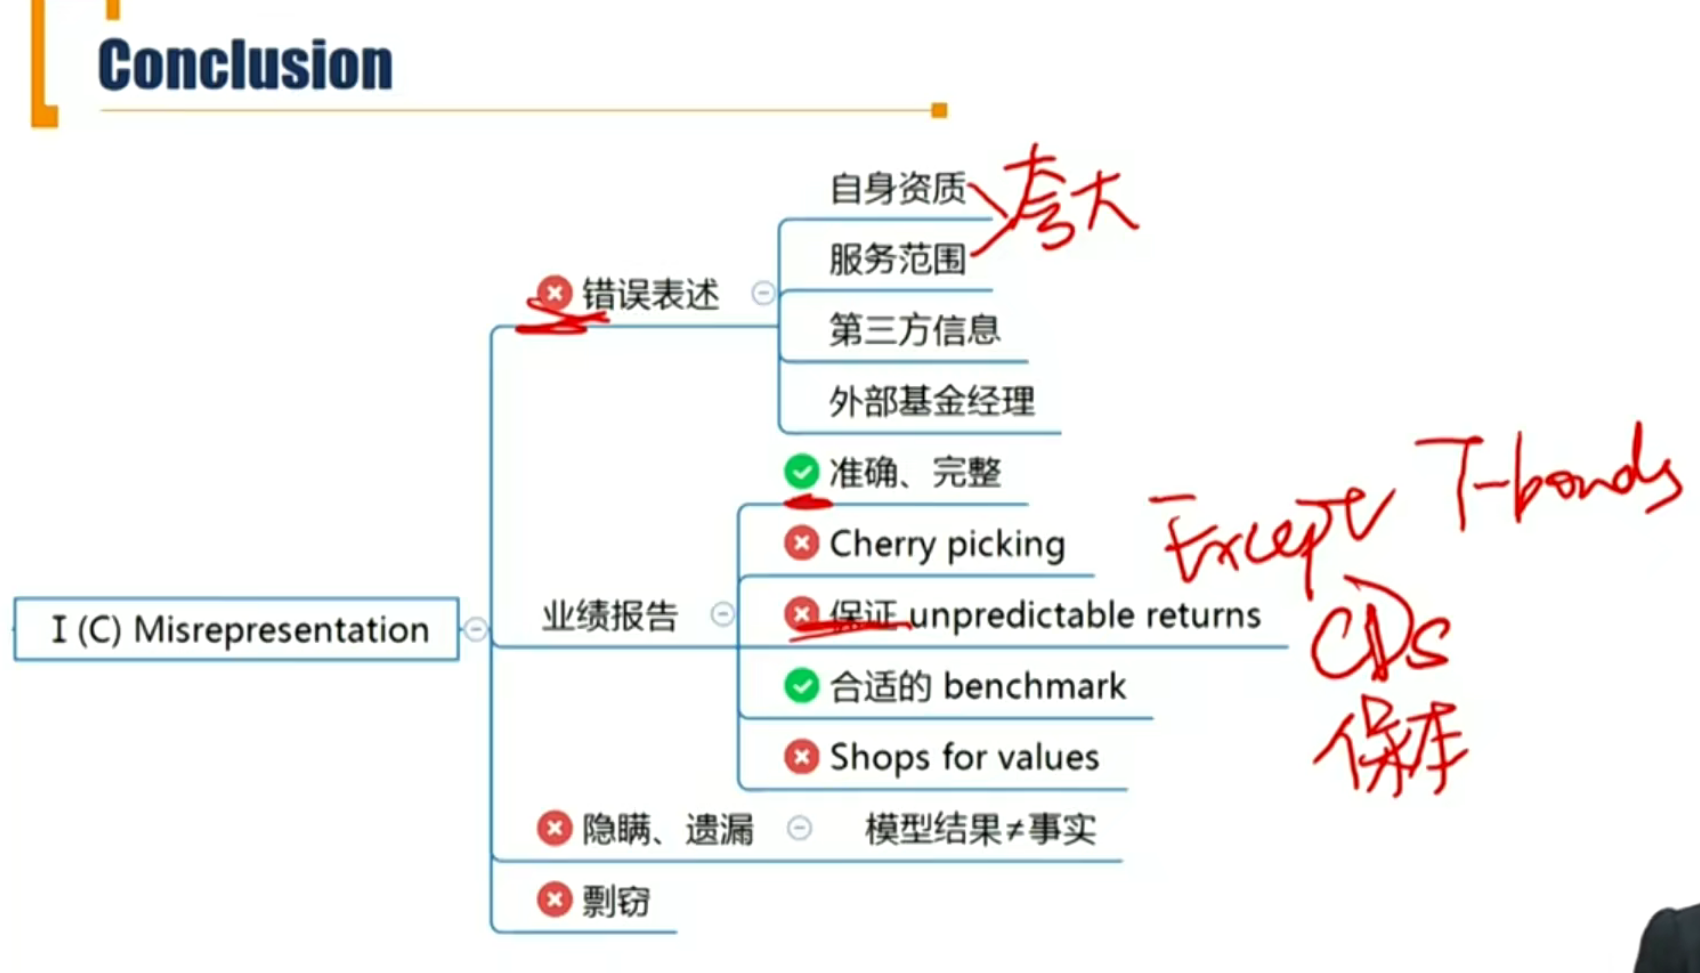 Conclusion
自身资质
夸大
服务范围
错误表述
第三方信息
外部基金经理
准确、完整
Except T-bonds
Cherry picking
I (C) Misrepresentation
业绩报告
保证 unpredictable returns
CDs
合适的 benchmark
保本
Shops for values
隐瞒、遗漏
模型结果≠事实
剽窃